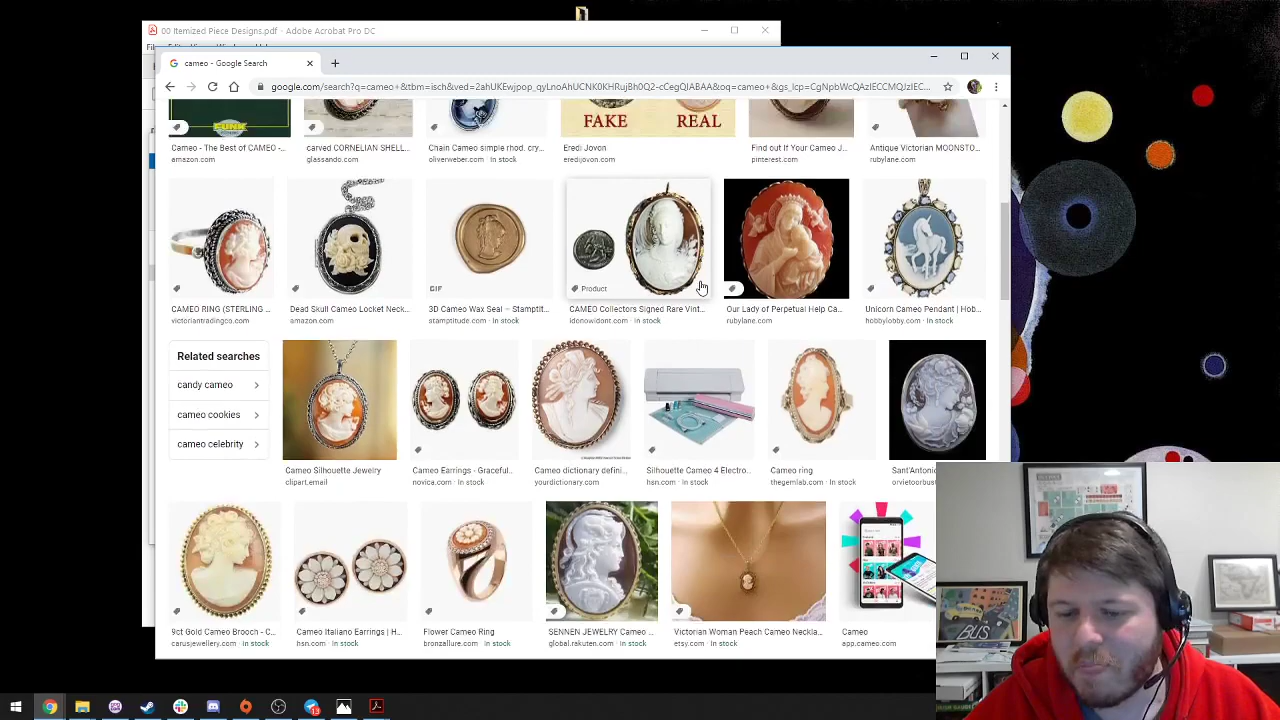 00 Itemized Piece Designs.pdf - Adobe Acrobat Pro DC
cameo - Google Search
google.com/search?q=cameo+&tbm=isch&ved=2ahUKEwjpop_qyLnoAhUCNK0KHRujBh0Q2-cCegQIABAA&oq=cameo+&gs_lcp=CgNpbWcQAzIECCMQJzIECC
FUNK
FAKE REAL
Cameo - The Best of CAMEO -...
carved CORNELIAN SHELL...
Chain Cameo simple rhod. cry...
Eredi Jovon
Find out If Your Cameo J...
Antique Victorian MOONSTO...
amazon.com
glassando.com
oliverweber.com · In stock
eredijovon.com
pinterest.com
rubylane.com
GIF
Product
CAMEO RING (STERLING ...
Dead Skull Cameo Locket Neck...
3D Cameo Wax Seal – Stamptit...
CAMEO Collectors Signed Rare Vint...
Our Lady of Perpetual Help Ca...
Unicorn Cameo Pendant | Hob...
victoriantradingco.com
amazon.com
stamptitude.com · In stock
idonowidont.com · In stock
rubylane.com
hobbylobby.com · In stock
Related searches
candy cameo
cameo cookies
cameo celebrity
Cameo Silhouette Jewelry
Cameo Earrings - Graceful...
Cameo dictionary defini...
Silhouette Cameo 4 Electro...
Cameo ring
clipart.email
novica.com · In stock
yourdictionary.com
hsn.com · In stock
thegemlab.com · In stock
9ct Gold Cameo Brooch - C...
Cameo Italiano Earrings | H...
Flower Cameo Ring
SENNEN JEWELRY Cameo ...
Victorian Woman Peach Cameo Neckla...
Cameo
carusjewellery.com · In stock
hsn.com · In stock
bronzallure.com · In stock
global.rakuten.com · In stock
etsy.com · In stock
app.cameo.com
BUS
13